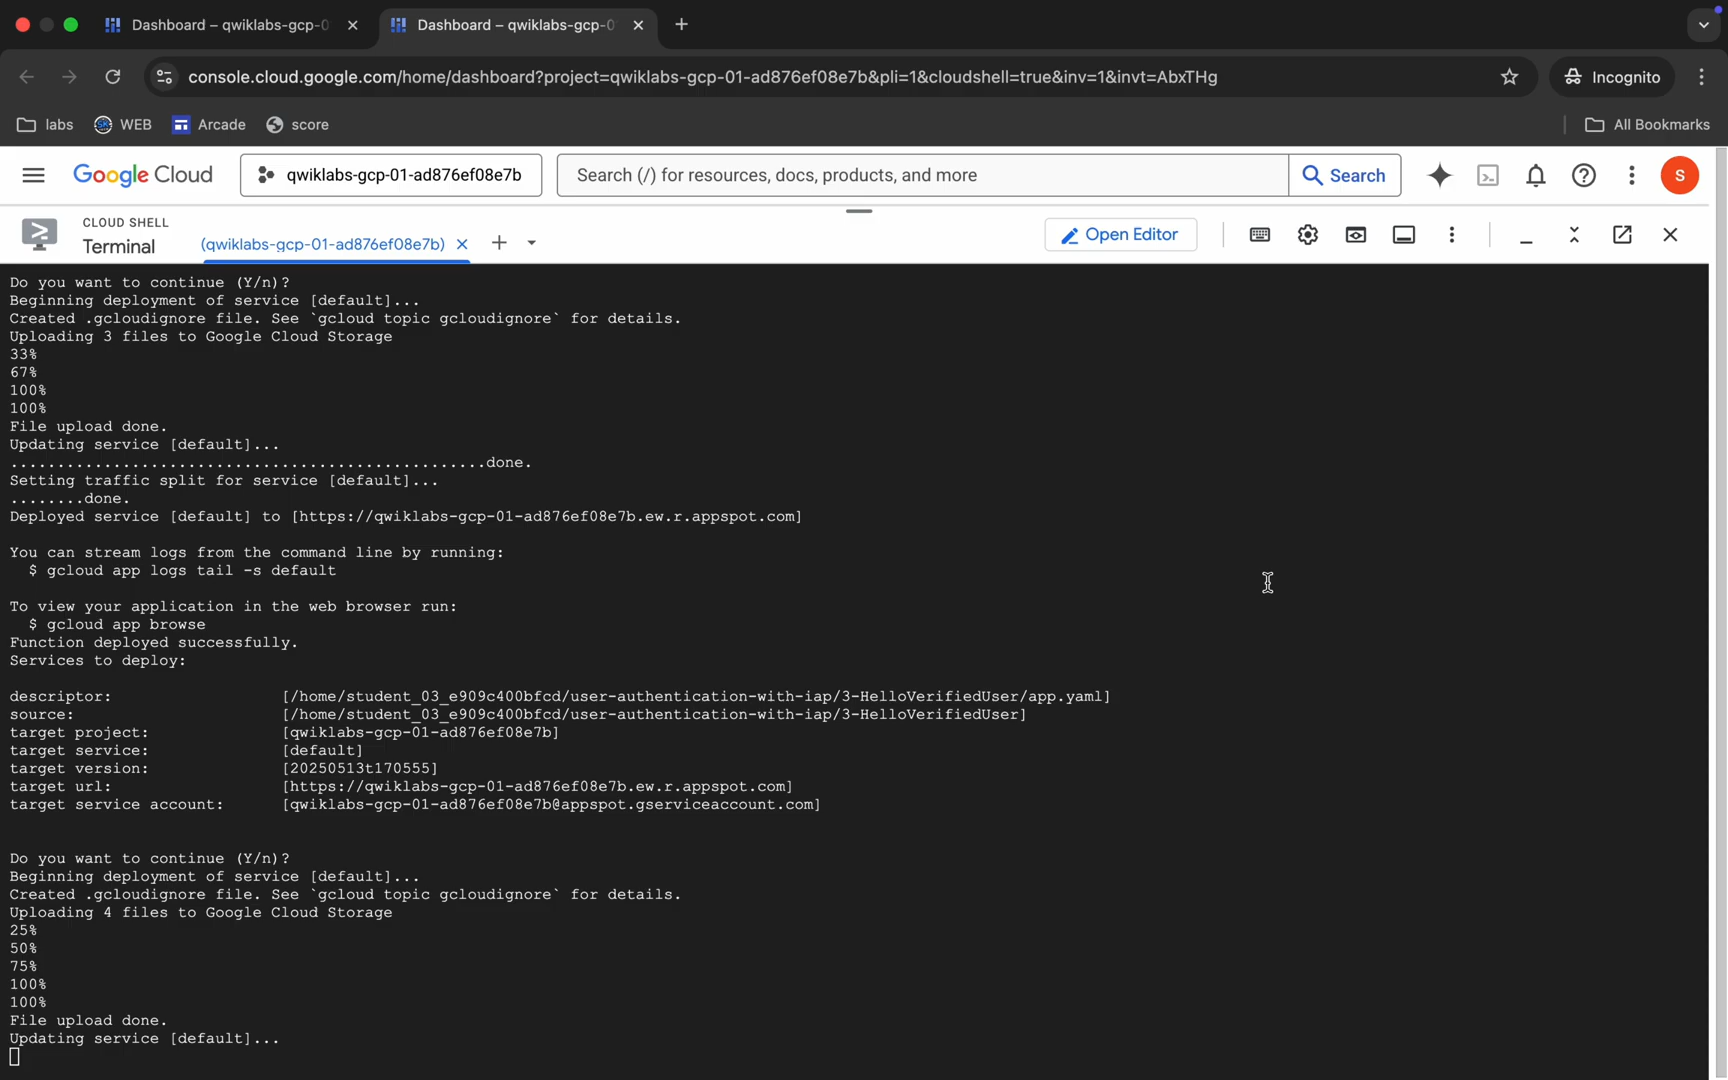 Dashboard – qwiklabs-gcp-0
Dashboard – qwiklabs-gcp-0
console.cloud.google.com/home/dashboard?project=qwiklabs-gcp-01-ad876ef08e7b&pli=1&cloudshell=true&inv=1&invt=AbxTHg
Incognito
labs
WEB
Arcade
score
All Bookmarks
Google Cloud
qwiklabs-gcp-01-ad876ef08e7b
Search (/) for resources, docs, products, and more
Search
S
CLOUD SHELL
Terminal
(qwiklabs-gcp-01-ad876ef08e7b)
Open Editor
Do you want to continue (Y/n)?
Beginning deployment of service [default]...
Created .gcloudignore file. See `gcloud topic gcloudignore` for details.
Uploading 3 files to Google Cloud Storage
33%
67%
100%
100%
File upload done.
Updating service [default]...
...................................................done.
Setting traffic split for service [default]...
........done.
Deployed service [default] to [https://qwiklabs-gcp-01-ad876ef08e7b.ew.r.appspot.com]
You can stream logs from the command line by running:
$ gcloud app logs tail -s default
To view your application in the web browser run:
$ gcloud app browse
Function deployed successfully.
Services to deploy:
descriptor: [/home/student_03_e909c400bfcd/user-authentication-with-iap/3-HelloVerifiedUser/app.yaml]
source: [/home/student_03_e909c400bfcd/user-authentication-with-iap/3-HelloVerifiedUser]
target project: [qwiklabs-gcp-01-ad876ef08e7b]
target service: [default]
target version: [20250513t170555]
target url: [https://qwiklabs-gcp-01-ad876ef08e7b.ew.r.appspot.com]
target service account: [qwiklabs-gcp-01-ad876ef08e7b@appspot.gserviceaccount.com]
Do you want to continue (Y/n)?
Beginning deployment of service [default]...
Created .gcloudignore file. See `gcloud topic gcloudignore` for details.
Uploading 4 files to Google Cloud Storage
25%
50%
75%
100%
100%
File upload done.
Updating service [default]...